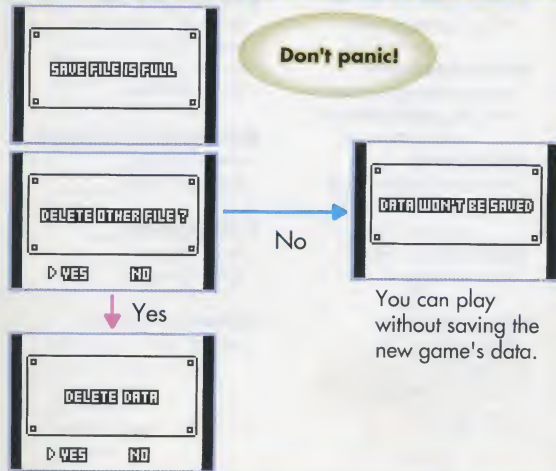 SAVE FILE IS FULL
Don't panic!
DELETE OTHER FILE?
▷ YES NO
No
DATA WON'T BE SAVED
You can play
without saving the
new game's data.
Yes
DELETE DATA
▷ YES NO